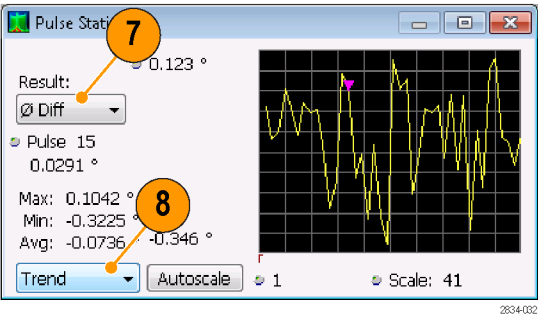 Pulse Stati
7
0.123 °
Result:
Ø Diff
Pulse 15
0.0291 °
Max: 0.1042 °
Min: -0.3225
8
Avg: -0.0736 °
-0.346 °
Trend
Autoscale
1
Scale: 41
2834-032